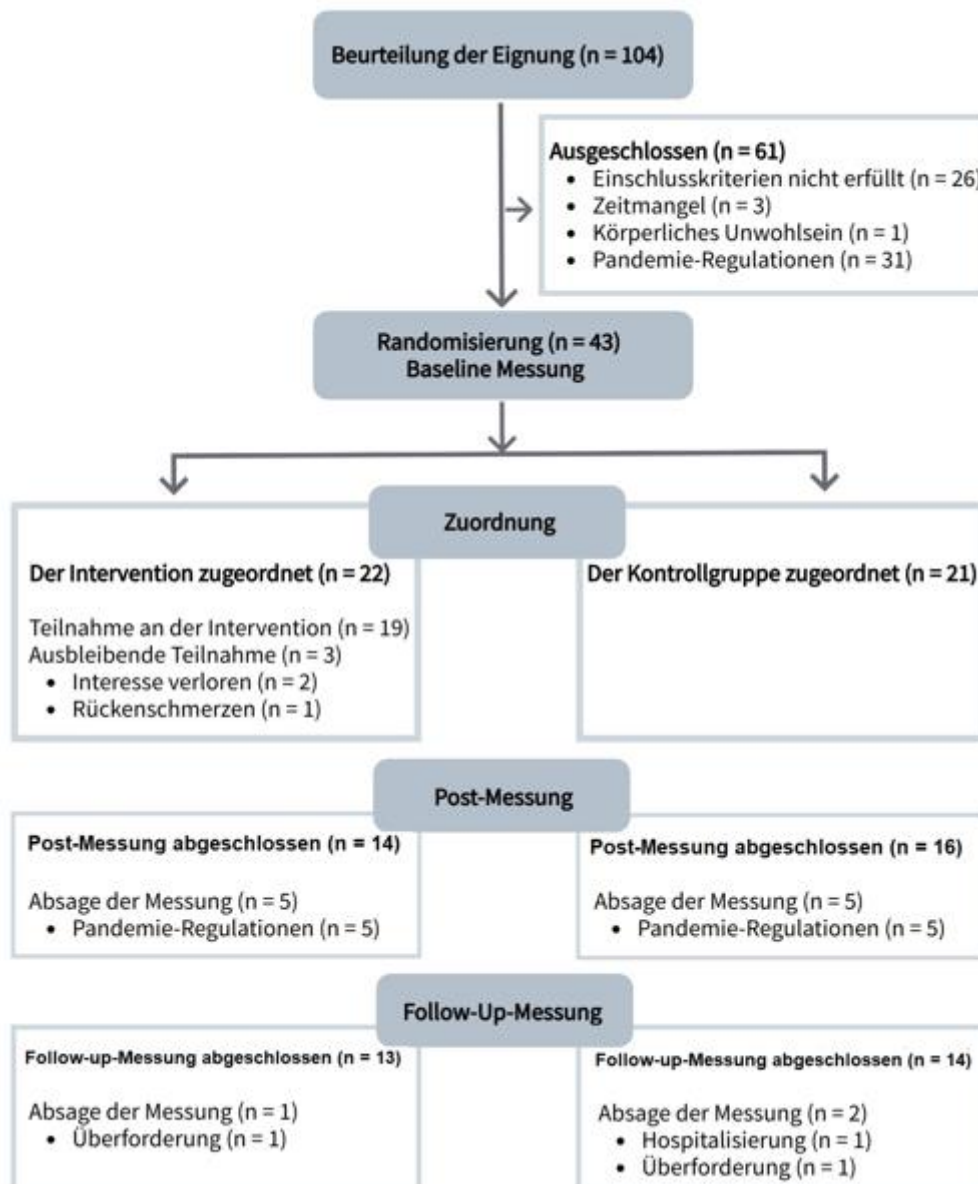 Beurteilung der Eignung (n = 104)
Ausgeschlossen (n = 61)
• Einschlusskriterien nicht erfüllt (n = 26)
• Zeitmangel (n = 3)
• Körperliches Unwohlsein (n = 1)
• Pandemie-Regulationen (n = 31)
Randomisierung (n = 43)
Baseline Messung
Zuordnung
Der Intervention zugeordnet (n = 22)
Teilnahme an der Intervention (n = 19)
Ausbleibende Teilnahme (n = 3)
• Interesse verloren (n = 2)
• Rückenschmerzen (n = 1)
Der Kontrollgruppe zugeordnet (n = 21)
Post-Messung
Post-Messung abgeschlossen (n = 14)
Absage der Messung (n = 5)
• Pandemie-Regulationen (n = 5)
Post-Messung abgeschlossen (n = 16)
Absage der Messung (n = 5)
• Pandemie-Regulationen (n = 5)
Follow-Up-Messung
Follow-up-Messung abgeschlossen (n = 13)
Absage der Messung (n = 1)
• Überforderung (n = 1)
Follow-up-Messung abgeschlossen (n = 14)
Absage der Messung (n = 2)
• Hospitalisierung (n = 1)
• Überforderung (n = 1)